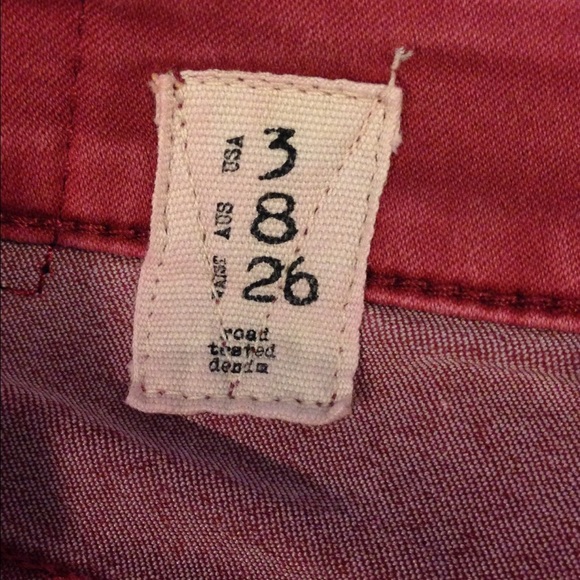 USA 3
AUS 8
WAIST 26
road
tested
denim